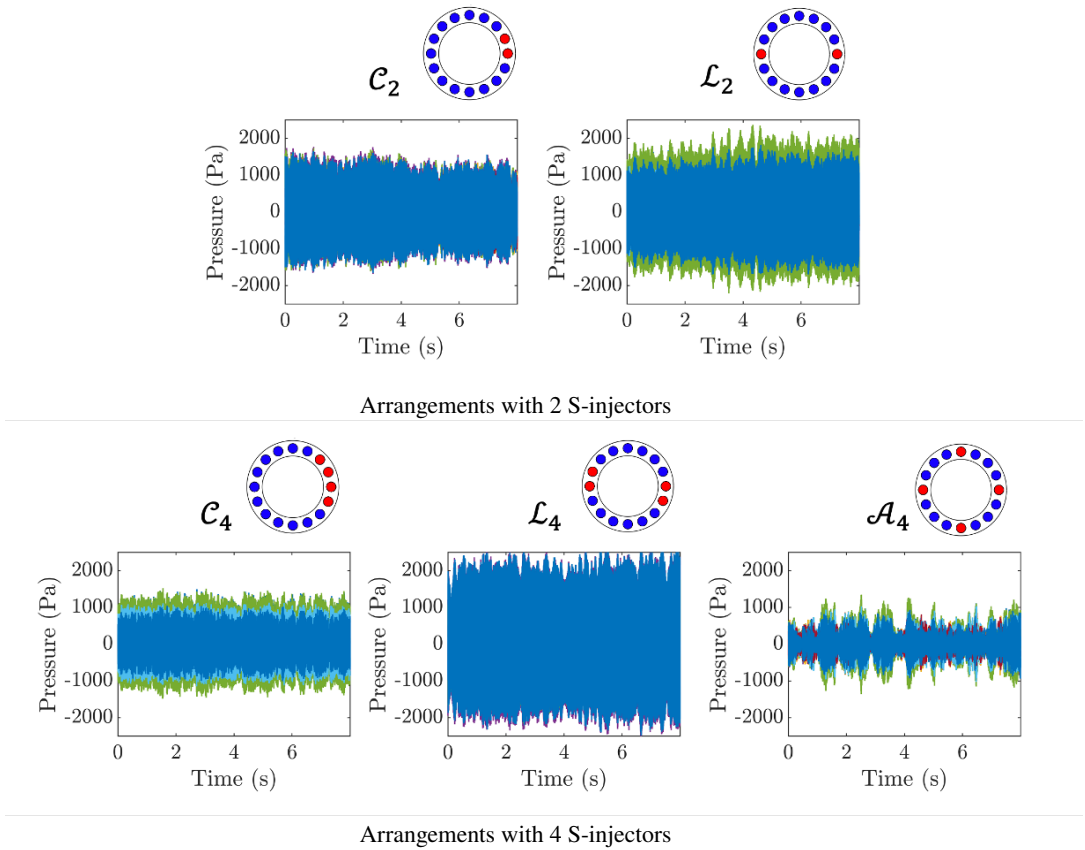 𝒞₂
ℒ₂
2000
1000
0
-1000
-2000
Pressure (Pa)
0 2 4 6
Time (s)
2000
1000
0
-1000
-2000
Pressure (Pa)
0 2 4 6
Time (s)
Arrangements with 2 S-injectors
𝒞₄
ℒ₄
𝒜₄
2000
1000
0
-1000
-2000
Pressure (Pa)
0 2 4 6
Time (s)
2000
1000
0
-1000
-2000
Pressure (Pa)
0 2 4 6
Time (s)
2000
1000
0
-1000
-2000
Pressure (Pa)
0 2 4 6
Time (s)
Arrangements with 4 S-injectors